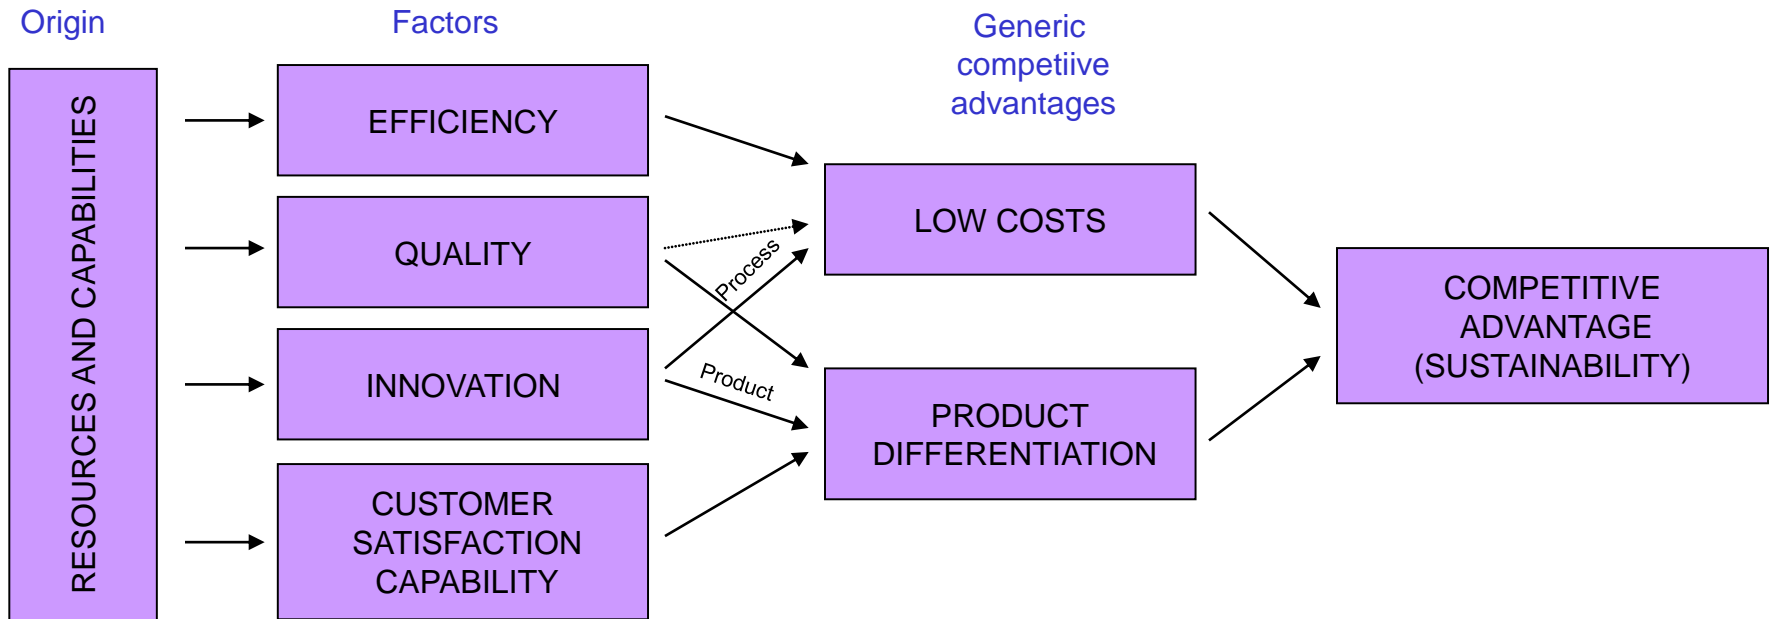 Origin
Factors
Generic
competiive
advantages
RESOURCES AND CAPABILITIES
EFFICIENCY
QUALITY
INNOVATION
CUSTOMER
SATISFACTION
CAPABILITY
Process
Product
LOW COSTS
PRODUCT
DIFFERENTIATION
COMPETITIVE
ADVANTAGE
(SUSTAINABILITY)